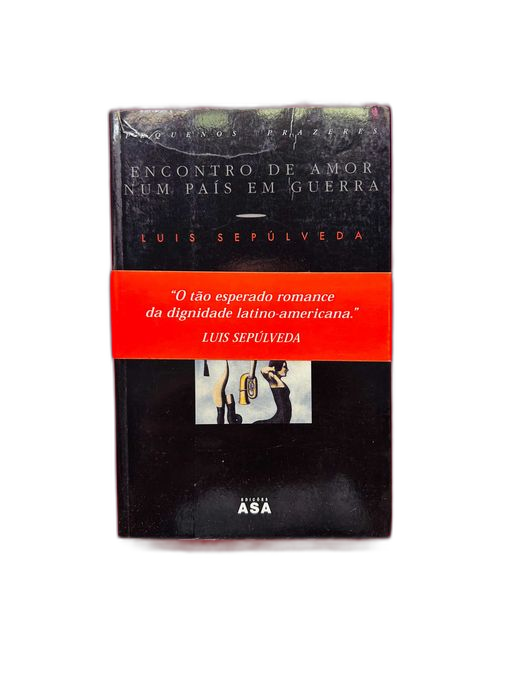 PEQUENOS PRAZERES
ENCONTRO DE AMOR
NUM PAÍS EM GUERRA
LUIS SEPÚLVEDA
“O tão esperado romance
da dignidade latino-americana.”
LUIS SEPÚLVEDA
EDIÇÕES
ASA